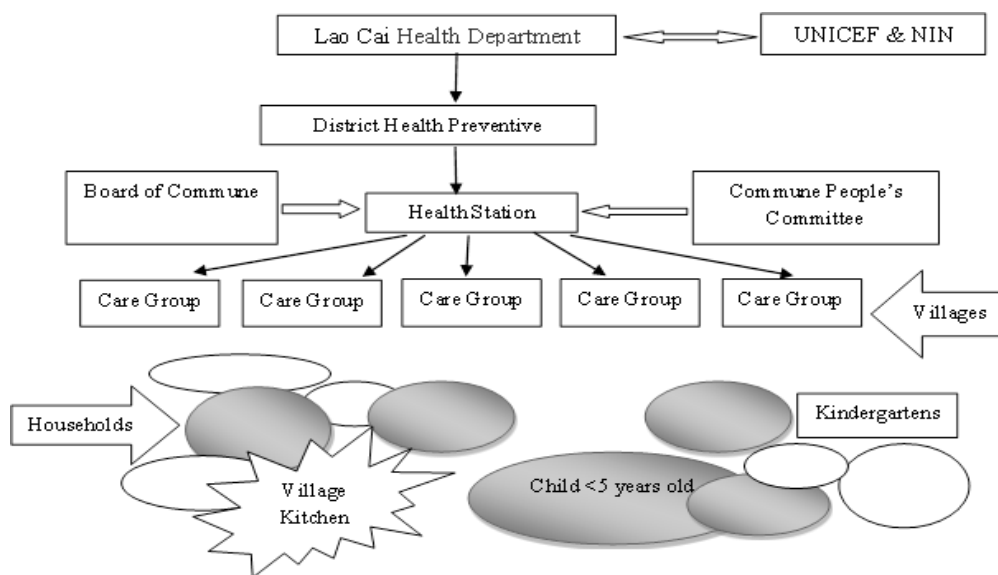 Lao Cai Health Department
UNICEF & NIN
District Health Preventive
Board of Commune
Health Station
Commune People's
Committee
Care Group
Care Group
Care Group
Care Group
Care Group
Villages
Households
Kindergartens
Village
Kitchen
Child <5 years old